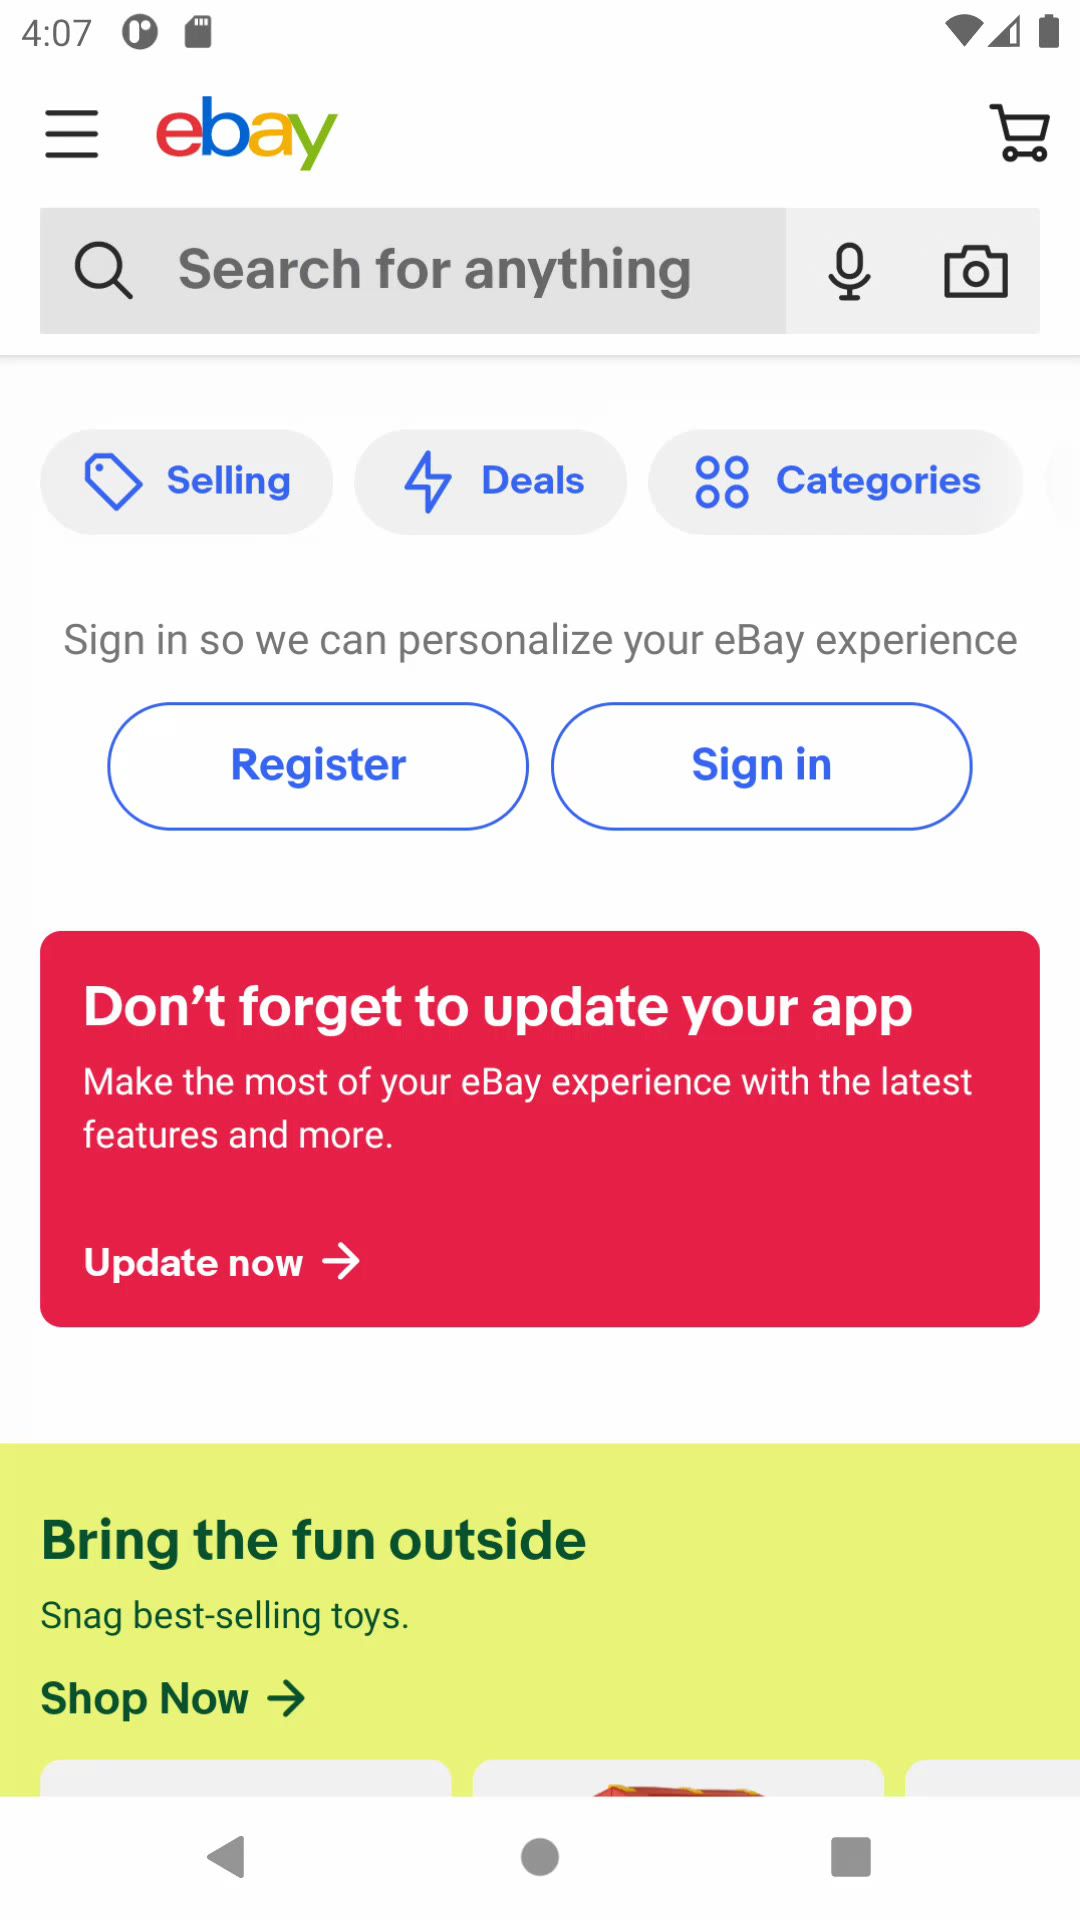 4:07
ebay
Search for anything
Selling
Deals
Categories
Sign in so we can personalize your eBay experience
Register
Sign in
Don’t forget to update your app
Make the most of your eBay experience with the latest
features and more.
Update now
Bring the fun outside
Snag best-selling toys.
Shop Now